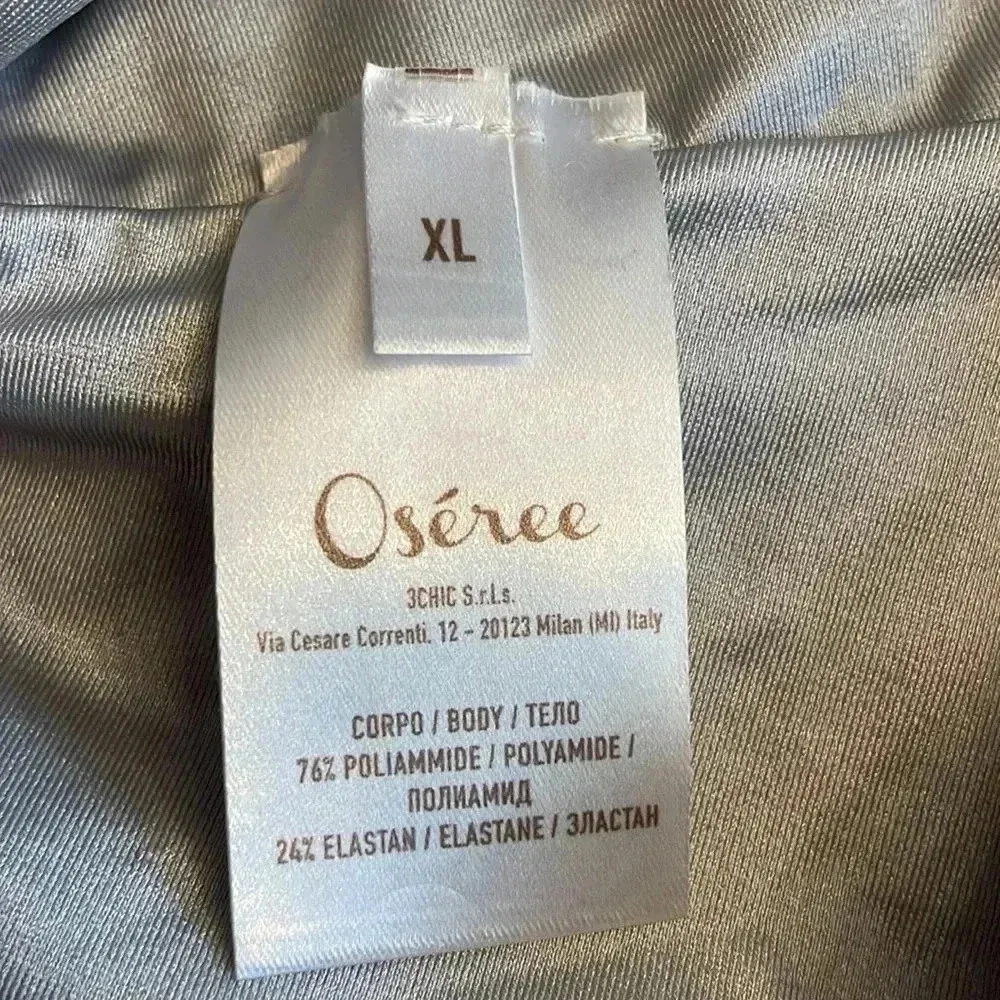 XL
Oséree
3CHIC S.r.l.s.
Via Cesare Correnti, 12 - 20123 Milan (MI) Italy
CORPO / BODY / ТЕЛО
76% POLIAMMIDE / POLYAMIDE /
ПОЛИАМИД
24% ELASTAN / ELASTANE / ЭЛАСТАН